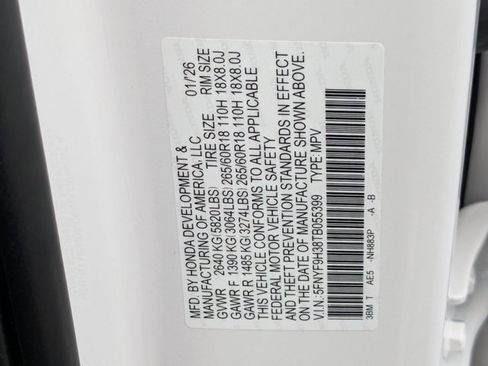 MFD. BY HONDA DEVELOPMENT & 01/'26
MANUFACTURING OF AMERICA, LLC. TIRE SIZE RIM SIZE
GVWR 2640 KG(5820LBS)
GAWR F 1390 KG(3064LBS)265/60R18 110H 18X8.0J
GAWR R 1485 KG(3274LBS)265/60R18 110H 18X8.0J
THIS VEHICLE CONFORMS TO ALL APPLICABLE
FEDERAL MOTOR VEHICLE SAFETY
AND THEFT PREVENTION STANDARDS IN EFFECT
ON THE DATE OF MANUFACTURE SHOWN ABOVE.
V.I.N: 5FNYF9H38TB055399 TYPE:MPV
3BM T AE5 -NH883P -A -B